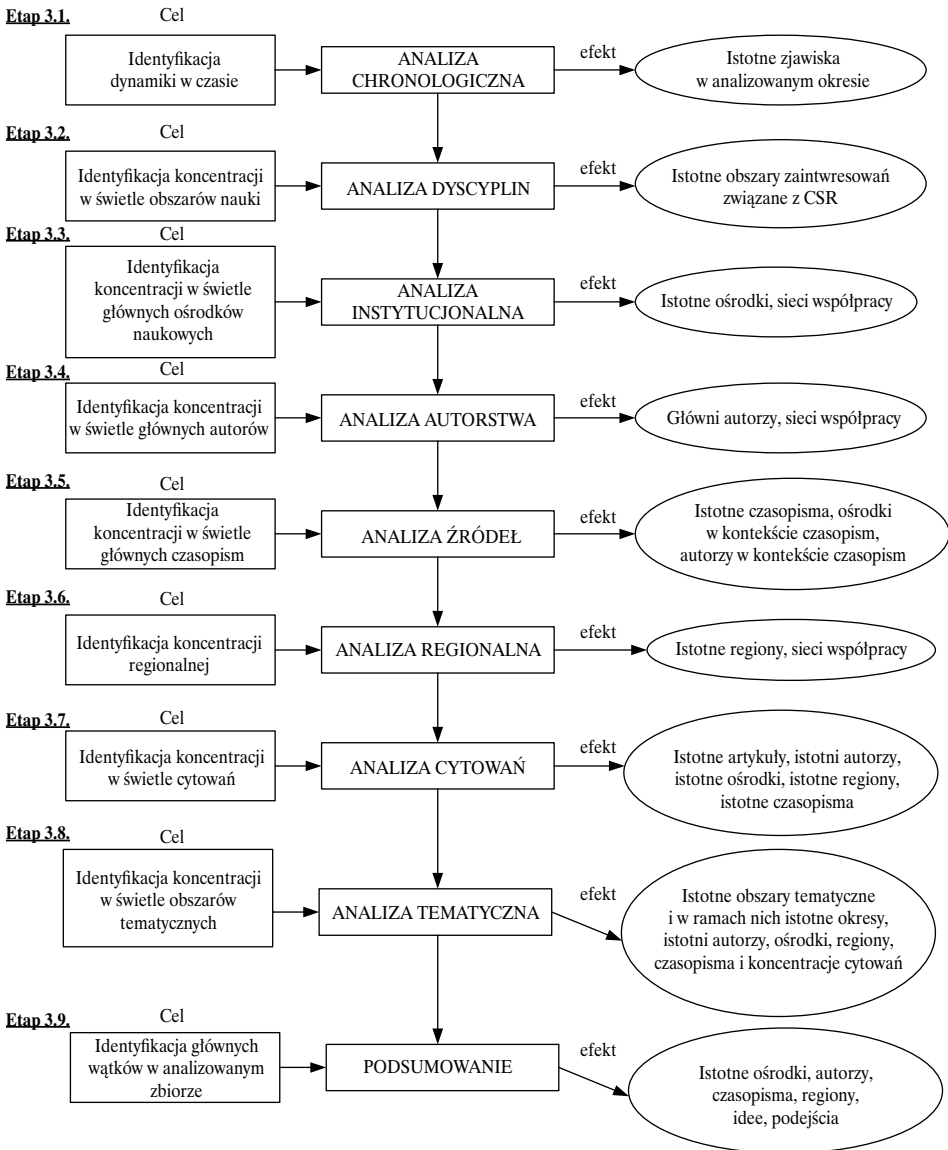 Etap 3.1.
Cel
Identyfikacja
dynamiki w czasie
ANALIZA
CHRONOLOGICZNA
efekt
Istotne zjawiska
w analizowanym okresie
Etap 3.2.
Cel
Identyfikacja koncentracji
w świetle obszarów nauki
ANALIZA DYSCYPLIN
efekt
Istotne obszary zaintwresowań
związane z CSR
Etap 3.3.
Cel
Identyfikacja
koncentracji w świetle
głównych ośrodków
naukowych
ANALIZA
INSTYTUCJONALNA
efekt
Istotne ośrodki, sieci współpracy
Etap 3.4.
Cel
Identyfikacja koncentracji
w świetle głównych autorów
ANALIZA AUTORSTWA
efekt
Główni autorzy, sieci współpracy
Etap 3.5.
Cel
Identyfikacja
koncentracji w świetle
głównych czasopism
ANALIZA ŹRÓDEŁ
efekt
Istotne czasopisma, ośrodki
w kontekście czasopism,
autorzy w kontekście czasopism
Etap 3.6.
Cel
Identyfikacja koncentracji
regionalnej
ANALIZA REGIONALNA
efekt
Istotne regiony, sieci współpracy
Etap 3.7.
Cel
Identyfikacja koncentracji
w świetle cytowań
ANALIZA CYTOWAŃ
efekt
Istotne artykuły, istotni autorzy,
istotne ośrodki, istotne regiony,
istotne czasopisma
Etap 3.8.
Cel
Identyfikacja koncentracji
w świetle obszarów
tematycznych
ANALIZA TEMATYCZNA
efekt
Istotne obszary tematyczne
i w ramach nich istotne okresy,
istotni autorzy, ośrodki, regiony,
czasopisma i koncentracje cytowań
Etap 3.9.
Cel
Identyfikacja głównych
wątków w analizowanym
zbiorze
PODSUMOWANIE
efekt
Istotne ośrodki, autorzy,
czasopisma, regiony,
idee, podejścia